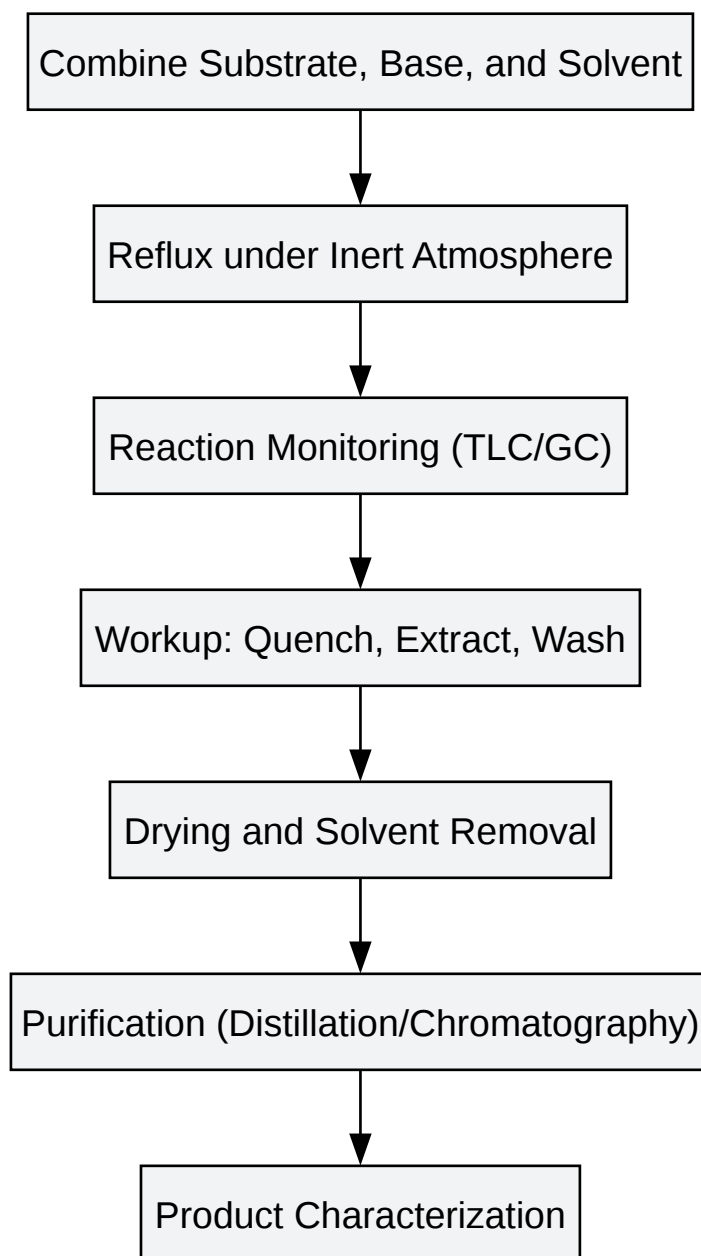 Combine Substrate, Base, and Solvent
Reflux under Inert Atmosphere
Reaction Monitoring (TLC/GC)
Workup: Quench, Extract, Wash
Drying and Solvent Removal
Purification (Distillation/Chromatography)
Product Characterization